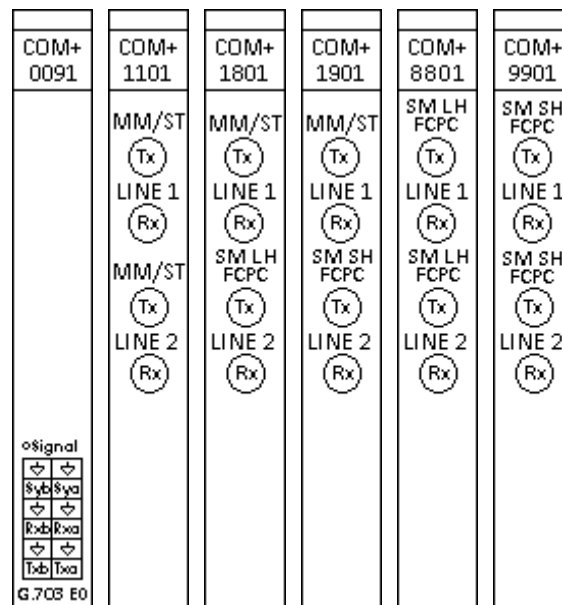 COM+
0091
oSignal
Syb Sya
Rxb Rxa
Txb Txa
G.703 E0
COM+
1101
MM/ST
Tx
LINE 1
Rx
MM/ST
Tx
LINE 2
Rx
COM+
1801
MM/ST
Tx
LINE 1
Rx
SM LH
FCPC
Tx
LINE 2
Rx
COM+
1901
MM/ST
Tx
LINE 1
Rx
SM SH
FCPC
Tx
LINE 2
Rx
COM+
8801
SM LH
FCPC
Tx
LINE 1
Rx
SM LH
FCPC
Tx
LINE 2
Rx
COM+
9901
SM SH
FCPC
Tx
LINE 1
Rx
SM SH
FCPC
Tx
LINE 2
Rx